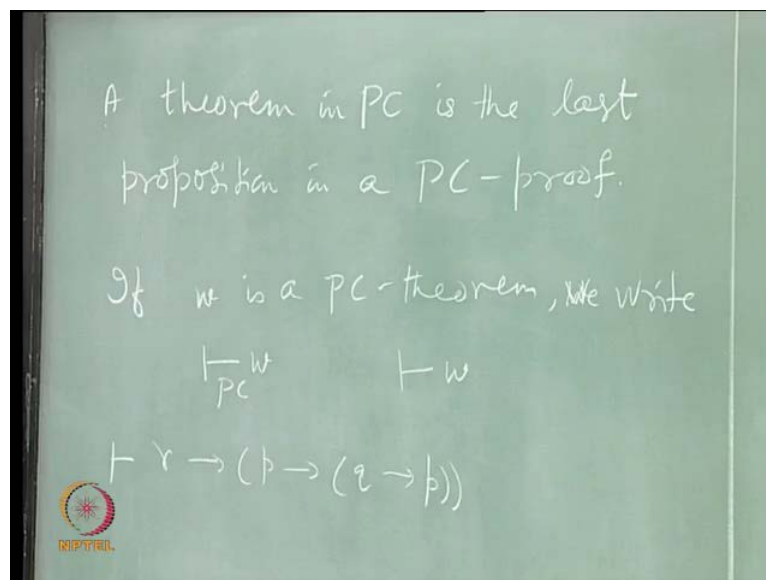 A theorem in PC is the last
proposition in a PC-proof.
If w is a PC-theorem, we write
⊢PC w ⊢ w
⊢ r → (p → (q → p))
NPTEL